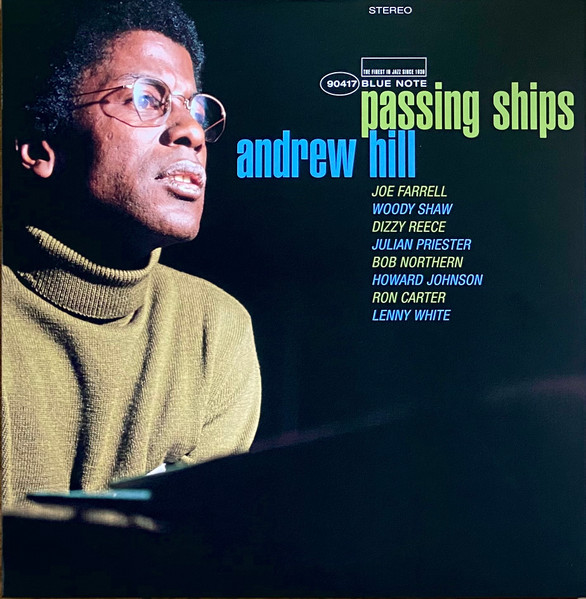 STEREO
THE FINEST IN JAZZ SINCE 1939
90417 BLUE NOTE
passing ships
andrew hill
JOE FARRELL
WOODY SHAW
DIZZY REECE
JULIAN PRIESTER
BOB NORTHERN
HOWARD JOHNSON
RON CARTER
LENNY WHITE